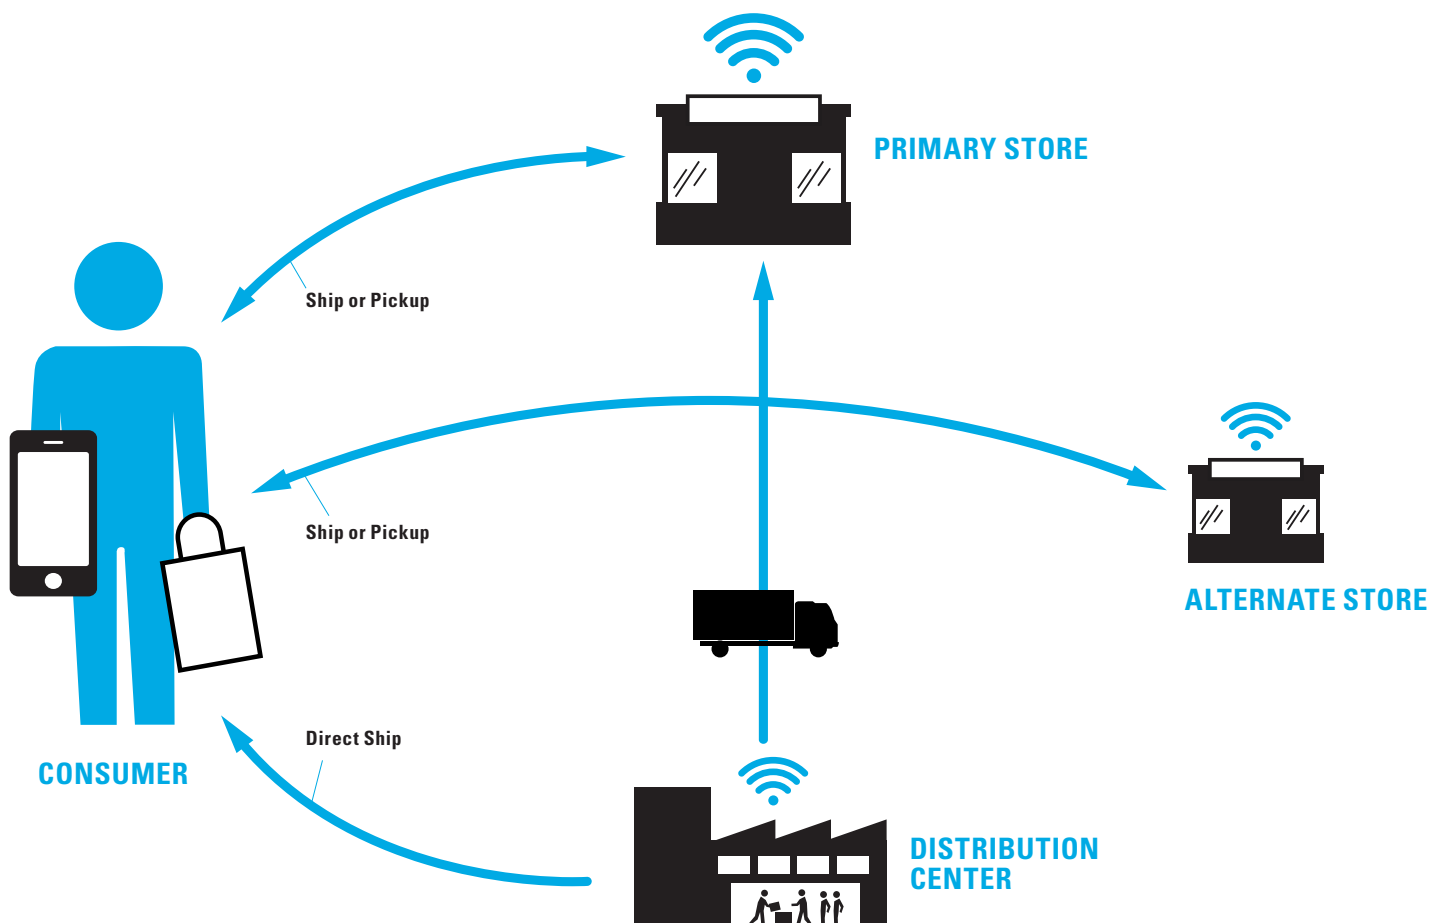 PRIMARY STORE
Ship or Pickup
Ship or Pickup
ALTERNATE STORE
Direct Ship
CONSUMER
DISTRIBUTION
CENTER